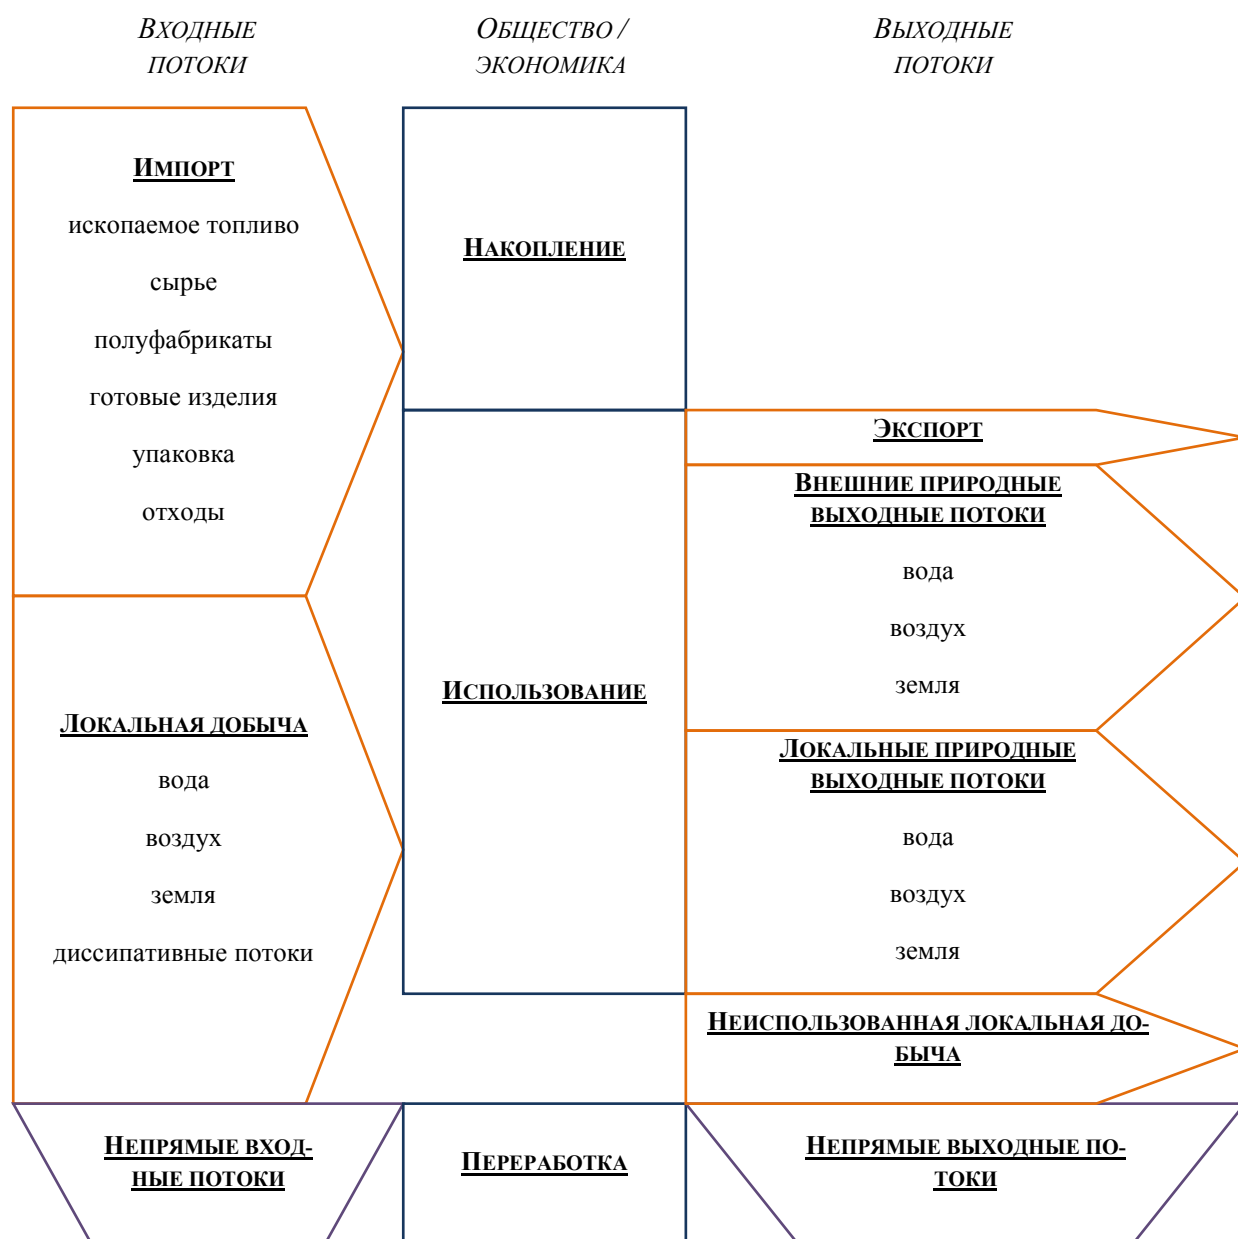 ВХОДНЫЕ
ПОТОКИ
ОБЩЕСТВО /
ЭКОНОМИКА
ВЫХОДНЫЕ
ПОТОКИ
ИМПОРТ
ископаемое топливо
сырье
полуфабрикаты
готовые изделия
упаковка
отходы
ЛОКАЛЬНАЯ ДОБЫЧА
вода
воздух
земля
диссипативные потоки
НАКОПЛЕНИЕ
ИСПОЛЬЗОВАНИЕ
ЭКСПОРТ
ВНЕШНИЕ ПРИРОДНЫЕ
ВЫХОДНЫЕ ПОТОКИ
вода
воздух
земля
ЛОКАЛЬНЫЕ ПРИРОДНЫЕ
ВЫХОДНЫЕ ПОТОКИ
вода
воздух
земля
НЕИСПОЛЬЗОВАННАЯ ЛОКАЛЬНАЯ ДО-
БЫЧА
НЕПРЯМЫЕ ВХОД-
НЫЕ ПОТОКИ
ПЕРЕРАБОТКА
НЕПРЯМЫЕ ВЫХОДНЫЕ ПО-
ТОКИ